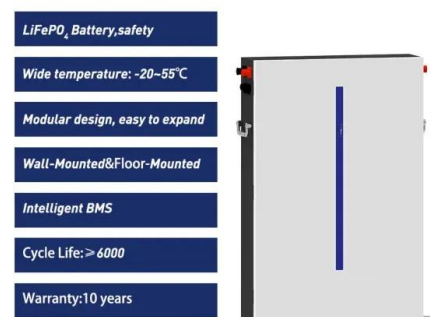 LiFePO₄ Battery,safety
Wide temperature: -20~55℃
Modular design, easy to expand
Wall-Mounted&Floor-Mounted
Intelligent BMS
Cycle Life:≥6000
Warranty:10 years